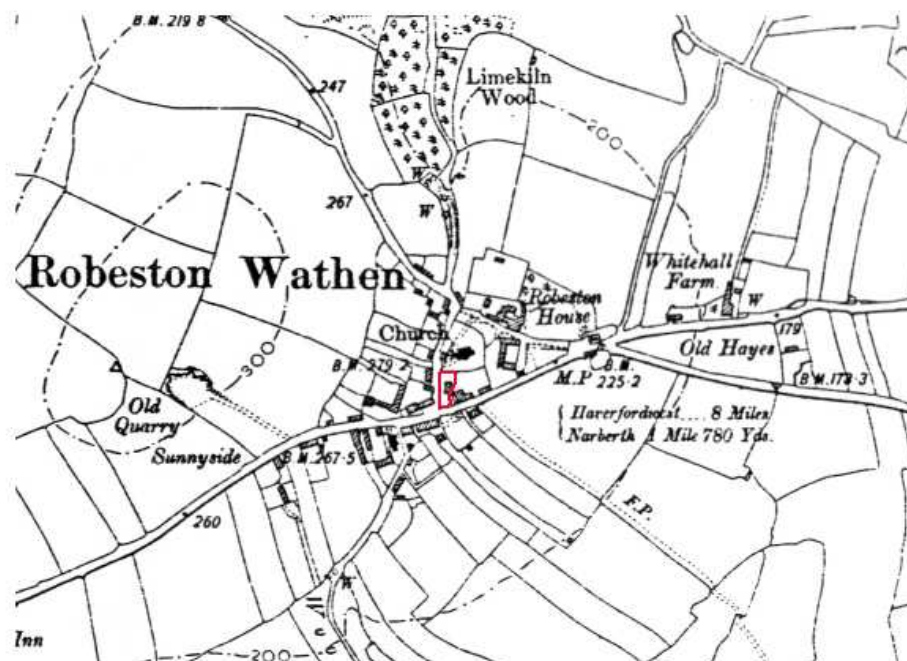 B.M. 219·8
247
Limekiln
Wood
200
267
W
W
Robeston Wathen
Whitehall
Farm
W
Robeston
House
Church
300
179
Old Hayes
B.M. 279·2
M.P
B.M.
225·2
B.M. 173·3
Old
Quarry
Haverfordwest 8 Miles
Narberth 1 Mile 780 Yds.
Sunnyside
B.M. 267·5
F.P.
260
W
Inn
200